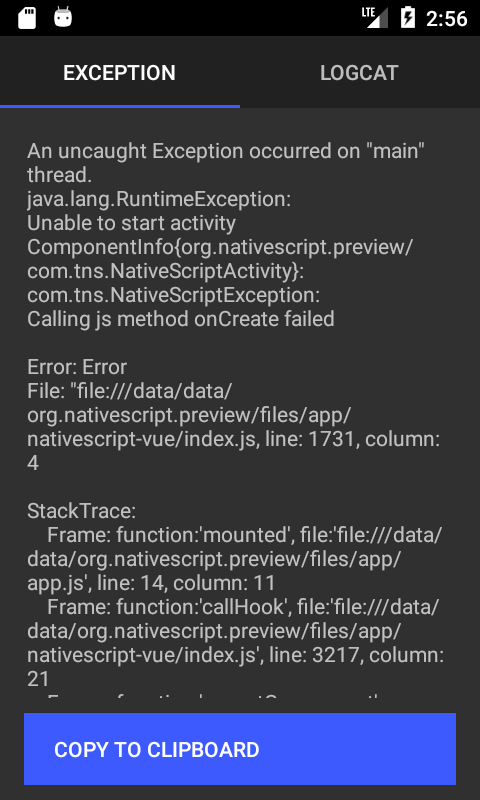 LTE 2:56
EXCEPTION LOGCAT
An uncaught Exception occurred on "main"
thread.
java.lang.RuntimeException:
Unable to start activity
ComponentInfo{org.nativescript.preview/
com.tns.NativeScriptActivity}:
com.tns.NativeScriptException:
Calling js method onCreate failed
Error: Error
File: "file:///data/data/
org.nativescript.preview/files/app/
nativescript-vue/index.js, line: 1731, column:
4
StackTrace:
Frame: function:'mounted', file:'file:///data/
data/org.nativescript.preview/files/app/
app.js', line: 14, column: 11
Frame: function:'callHook', file:'file:///data/
data/org.nativescript.preview/files/app/
nativescript-vue/index.js', line: 3217, column:
21
COPY TO CLIPBOARD